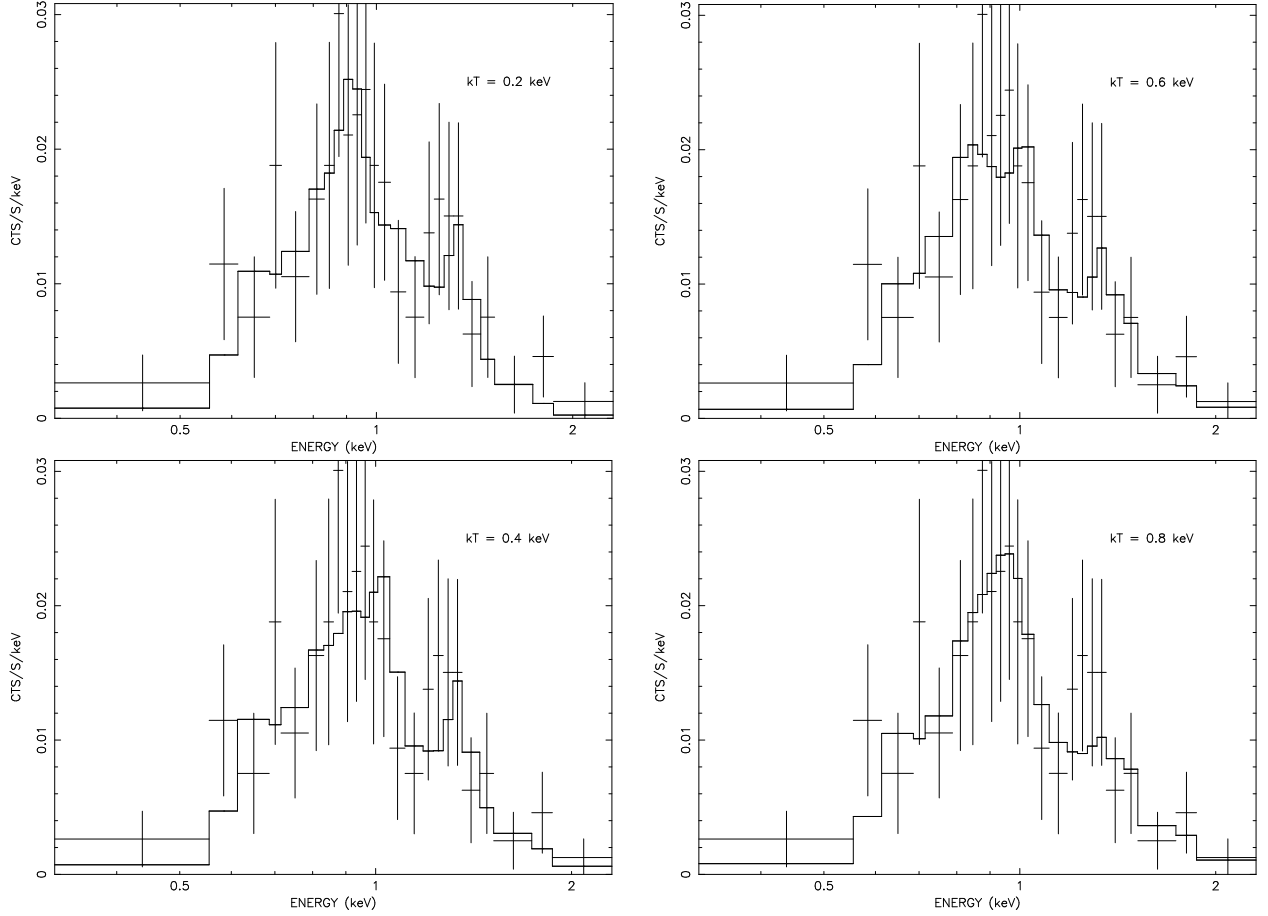 0.03
0.02
0.01
0
CTS/S/keV
kT = 0.2 keV
0.5
1
2
ENERGY (keV)
0.03
0.02
0.01
0
CTS/S/keV
kT = 0.6 keV
0.5
1
2
ENERGY (keV)
0.03
0.02
0.01
0
CTS/S/keV
kT = 0.4 keV
0.5
1
2
ENERGY (keV)
0.03
0.02
0.01
0
CTS/S/keV
kT = 0.8 keV
0.5
1
2
ENERGY (keV)